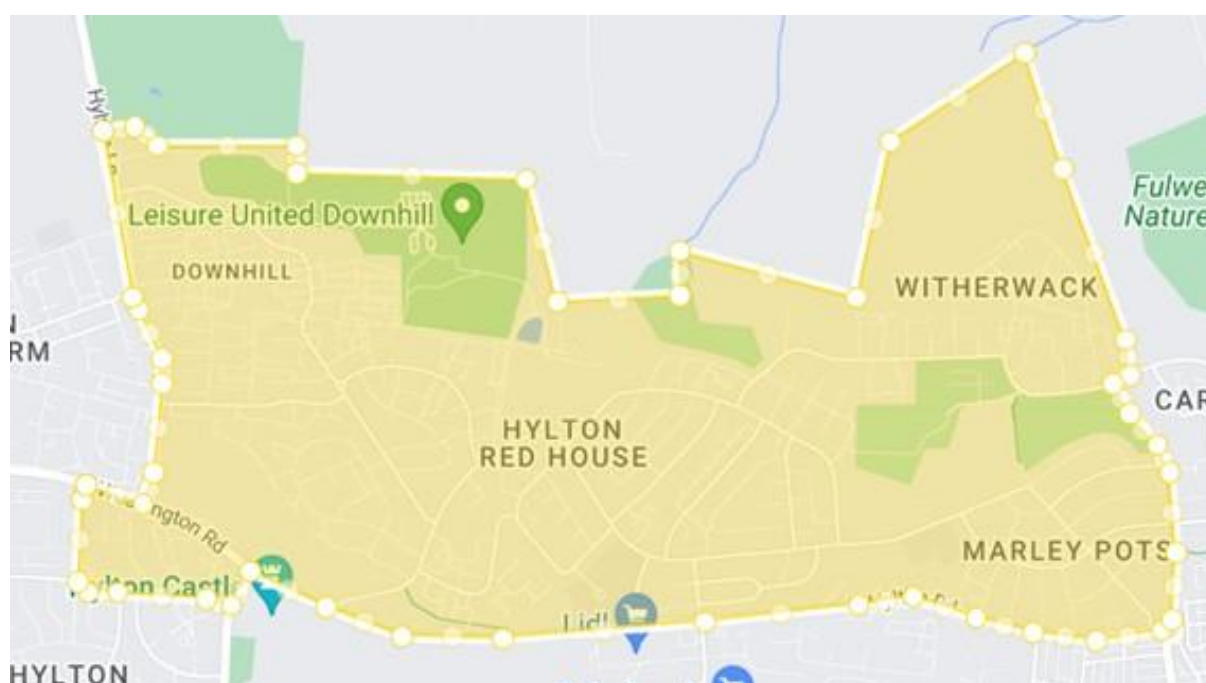 Fulwe
Nature
Leisure United Downhill
DOWNHILL
WITHERWACK
RM
CAR
HYLTON
RED HOUSE
MARLEY POTS
Lidl
HYLTON